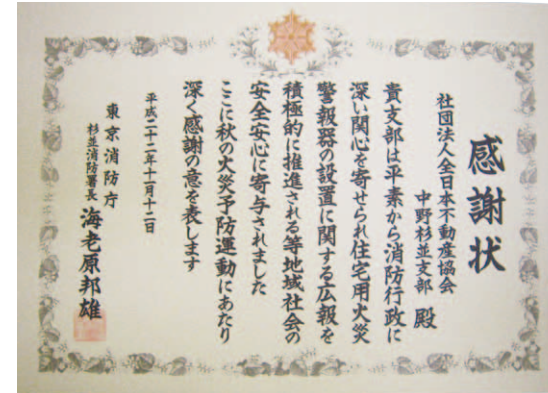 感謝状
社団法人全日本不動産協会
中野杉並支部 殿
貴支部は平素から消防行政に
深い関心を寄せられ住宅用火災
警報器の設置に関する広報を
積極的に推進される等地域社会の
安全安心に寄与されました
ここに秋の火災予防運動にあたり
深く感謝の意を表します
平成二十二年十一月十二日
東京消防庁
杉並消防署長 海老原邦雄